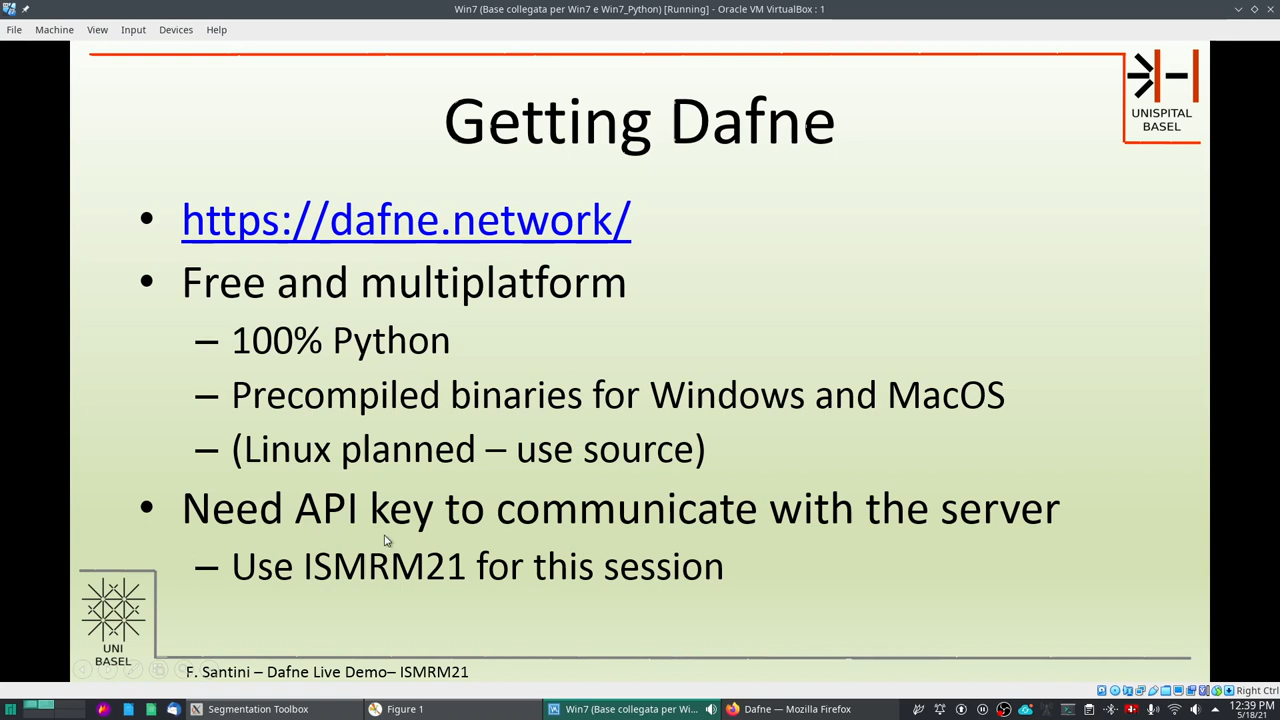 Win7 (Base collegata per Win7 e Win7_Python) [Running] - Oracle VM VirtualBox : 1
File Machine View Input Devices Help
UNISPITAL
BASEL
Getting Dafne
• https://dafne.network/
• Free and multiplatform
– 100% Python
– Precompiled binaries for Windows and MacOS
– (Linux planned – use source)
• Need API key to communicate with the server
– Use ISMRM21 for this session
UNI
BASEL
F. Santini – Dafne Live Demo– ISMRM21
Right Ctrl
Segmentation Toolbox
Figure 1
Win7 (Base collegata per Win7 e Wi...
Dafne — Mozilla Firefox
12:39 PM
5/18/21